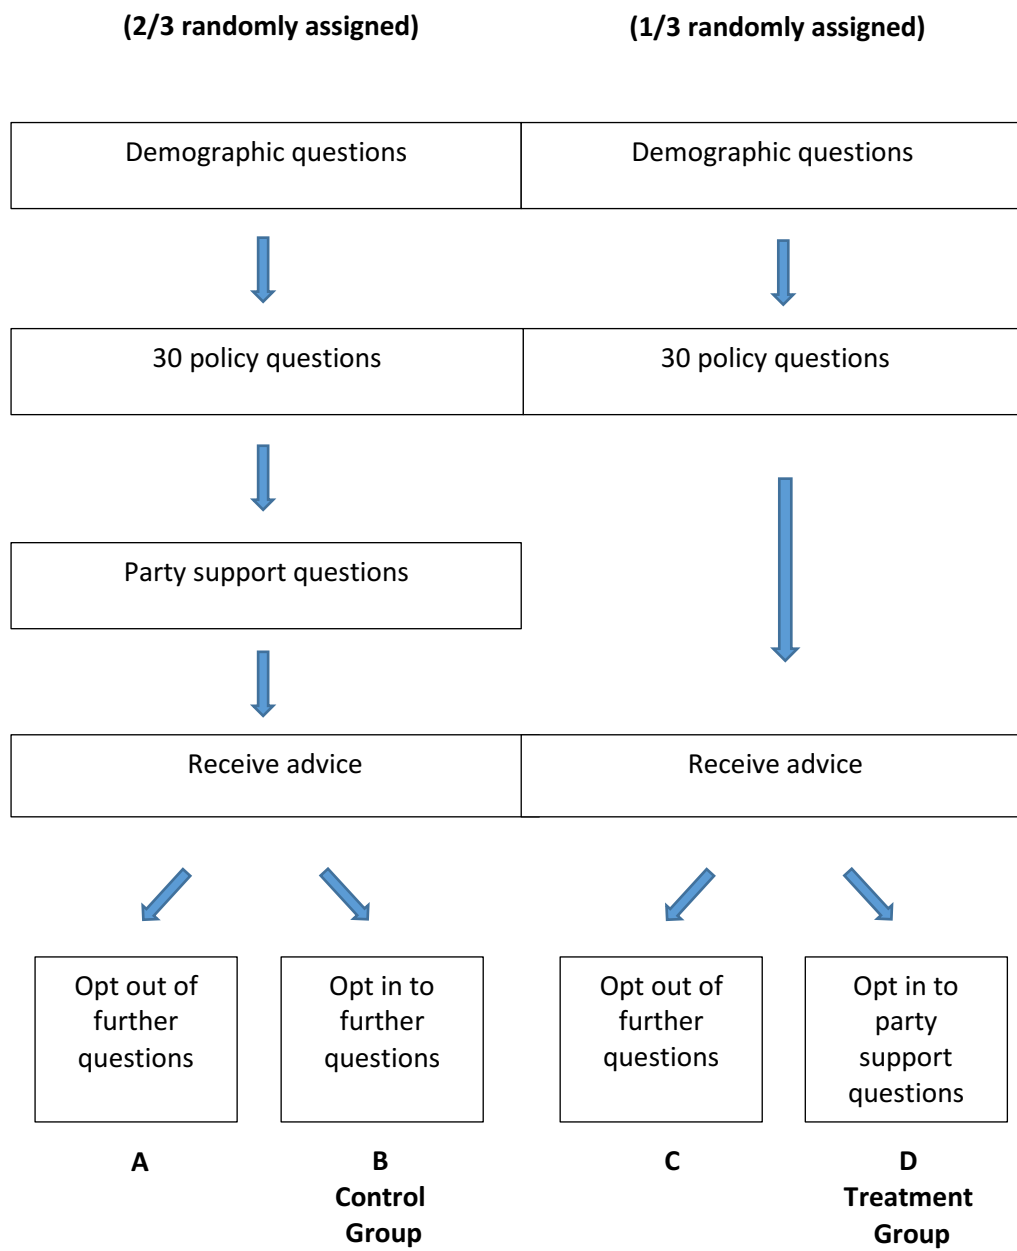 (2/3 randomly assigned)
(1/3 randomly assigned)
Demographic questions
Demographic questions
30 policy questions
30 policy questions
Party support questions
Receive advice
Receive advice
Opt out of
further
questions
Opt in to
further
questions
Opt out of
further
questions
Opt in to
party
support
questions
A
B
Control
Group
C
D
Treatment
Group